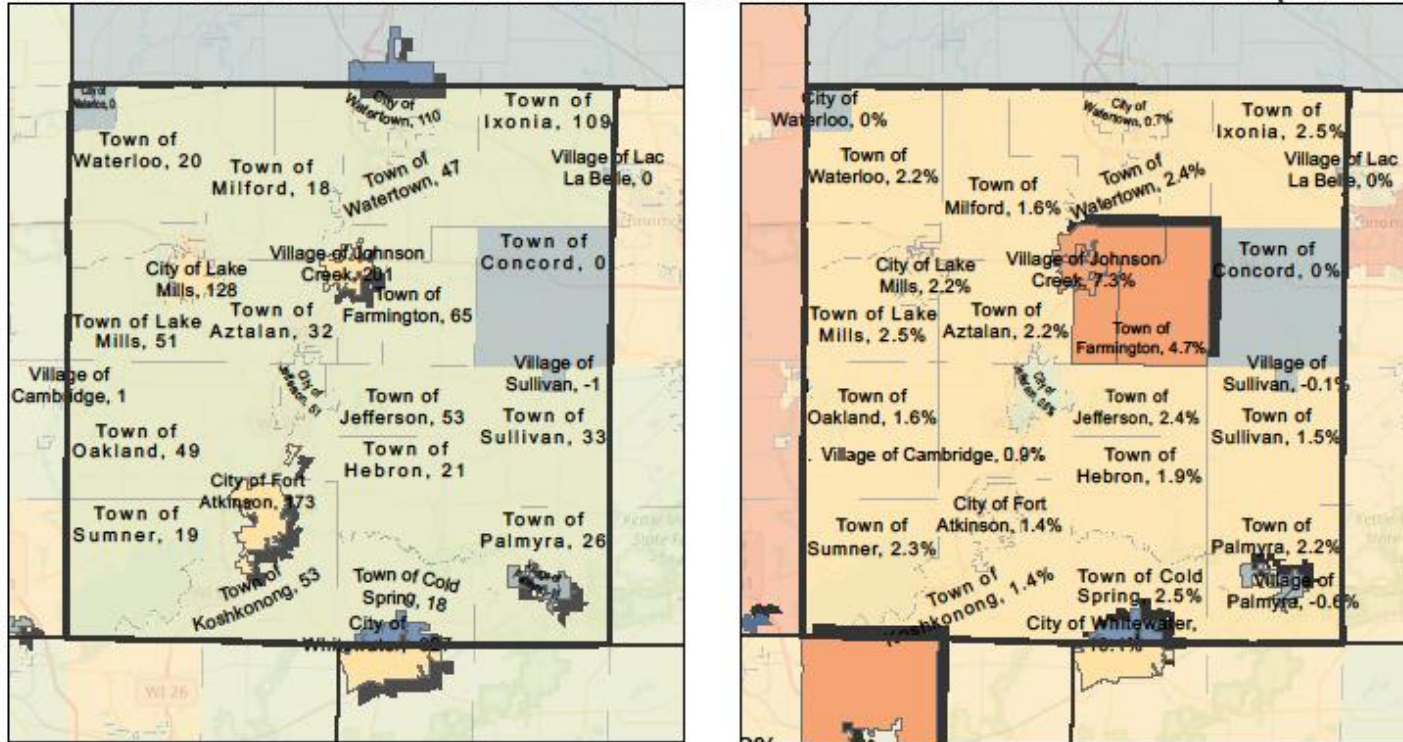 City of
Waterloo, 0
City of
Watertown, 110
Town of
Ixonia, 109
Town of
Waterloo, 20
Town of
Milford, 18
Town of
Watertown, 47
Village of Lac
La Belle, 0
Village of Johnson
Creek, 201
Town of
Concord, 0
City of Lake
Mills, 128
Town of
Farmington, 65
Town of Lake
Mills, 51
Town of
Aztalan, 32
Village of
Cambridge, 1
City of
Jefferson, 51
Village of
Sullivan, -1
Town of
Jefferson, 53
Town of
Sullivan, 33
Town of
Oakland, 49
Town of
Hebron, 21
City of Fort
Atkinson, 173
Town of
Sumner, 19
Town of
Palmyra, 26
Town of
Koshkonong, 53
Town of Cold
Spring, 18
City of
WI 26
City of
Waterloo, 0%
City of
Watertown, 0.7%
Town of
Ixonia, 2.5%
Town of
Waterloo, 2.2%
Town of
Milford, 1.6%
Town of
Watertown, 2.4%
Village of Lac
La Belle, 0%
Village of Johnson
Creek, 7.3%
Town of
Concord, 0%
City of Lake
Mills, 2.2%
Town of Lake
Mills, 2.5%
Town of
Aztalan, 2.2%
Town of
Farmington, 4.7%
Village of
Sullivan, -0.1%
City of
Town of
Oakland, 1.6%
Town of
Jefferson, 2.4%
Town of
Sullivan, 1.5%
Village of Cambridge, 0.9%
Town of
Hebron, 1.9%
City of Fort
Atkinson, 1.4%
Town of
Sumner, 2.3%
Town of
Palmyra, 2.2%
Town of
Koshkonong, 1.4%
Town of Cold
Spring, 2.5%
Village of
Palmyra, -0.6%
City of Whitewater,